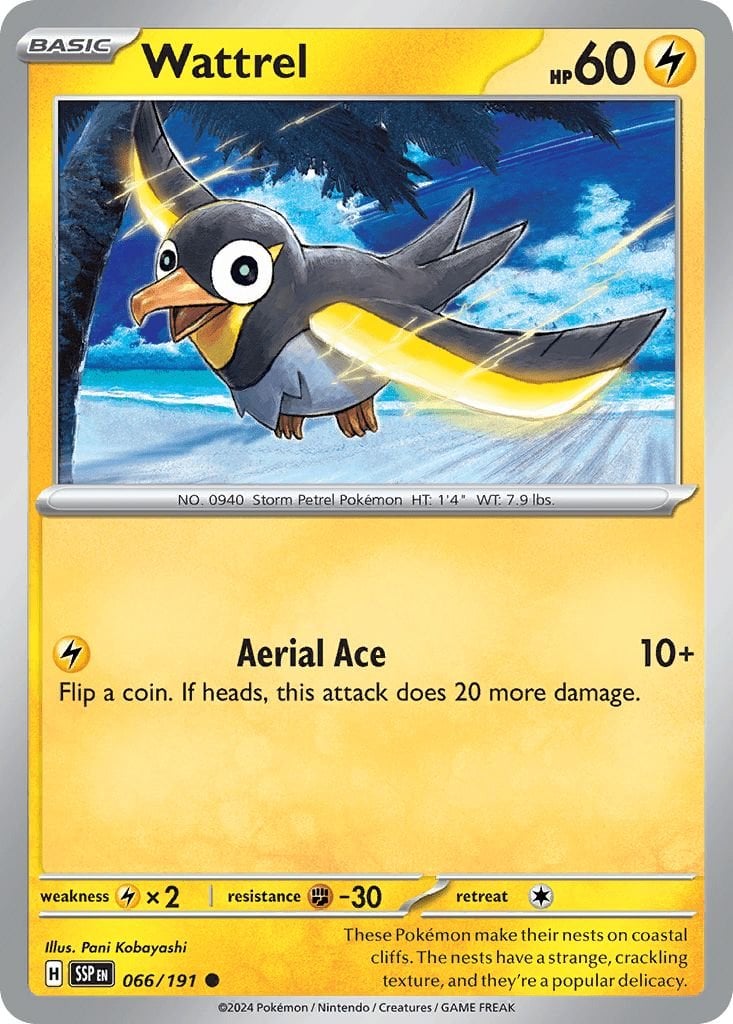 BASIC
Wattrel
HP60
NO. 0940 Storm Petrel Pokémon HT: 1'4" WT: 7.9 lbs.
Aerial Ace 10+
Flip a coin. If heads, this attack does 20 more damage.
weakness ×2 resistance -30 retreat
Illus. Pani Kobayashi
These Pokémon make their nests on coastal
cliffs. The nests have a strange, crackling
texture, and they're a popular delicacy.
H SSP EN 066/191
©2024 Pokémon / Nintendo / Creatures / GAME FREAK